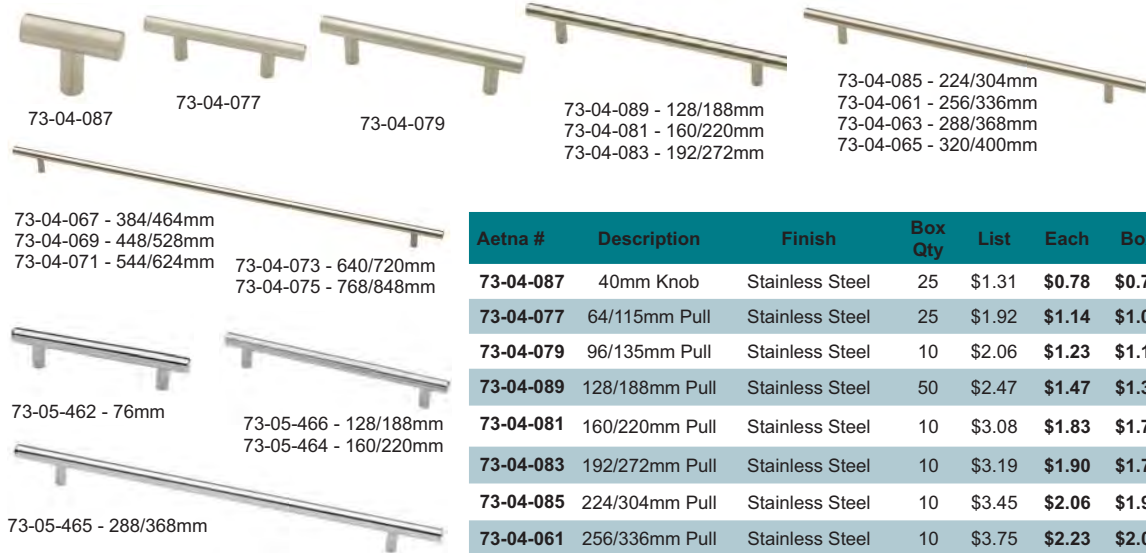 73-04-087
73-04-077
73-04-079
73-04-089 - 128/188mm
73-04-081 - 160/220mm
73-04-083 - 192/272mm
73-04-085 - 224/304mm
73-04-061 - 256/336mm
73-04-063 - 288/368mm
73-04-065 - 320/400mm
73-04-067 - 384/464mm
73-04-069 - 448/528mm
73-04-071 - 544/624mm
73-04-073 - 640/720mm
73-04-075 - 768/848mm
73-05-462 - 76mm
73-05-466 - 128/188mm
73-05-464 - 160/220mm
73-05-465 - 288/368mm
Aetna # Description Finish Box Qty List Each
73-04-087 40mm Knob Stainless Steel 25 $1.31 $0.78
73-04-077 64/115mm Pull Stainless Steel 25 $1.92 $1.14
73-04-079 96/135mm Pull Stainless Steel 10 $2.06 $1.23
73-04-089 128/188mm Pull Stainless Steel 50 $2.47 $1.47
73-04-081 160/220mm Pull Stainless Steel 10 $3.08 $1.83
73-04-083 192/272mm Pull Stainless Steel 10 $3.19 $1.90
73-04-085 224/304mm Pull Stainless Steel 10 $3.45 $2.06
73-04-061 256/336mm Pull Stainless Steel 10 $3.75 $2.23